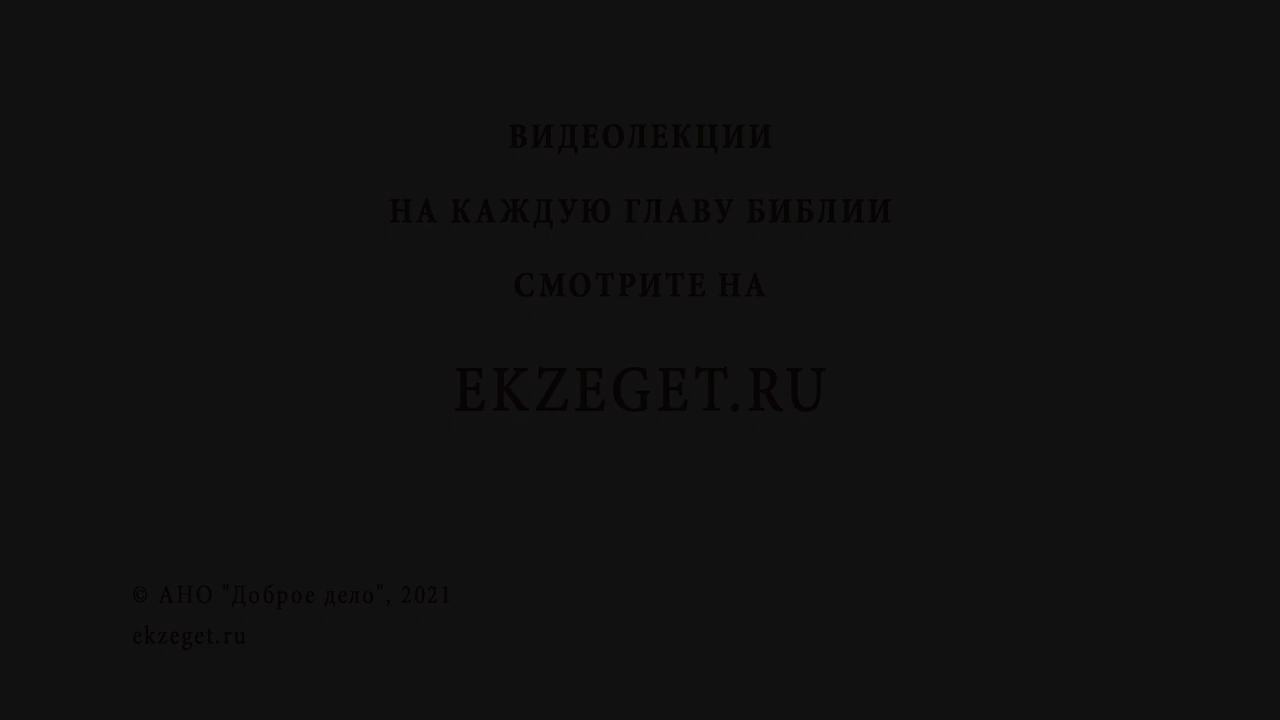 ВИДЕОЛЕКЦИИ
НА КАЖДУЮ ГЛАВУ БИБЛИИ
СМОТРИТЕ НА
EKZEGET.RU
© АНО "Доброе дело", 2021
ekzeget.ru